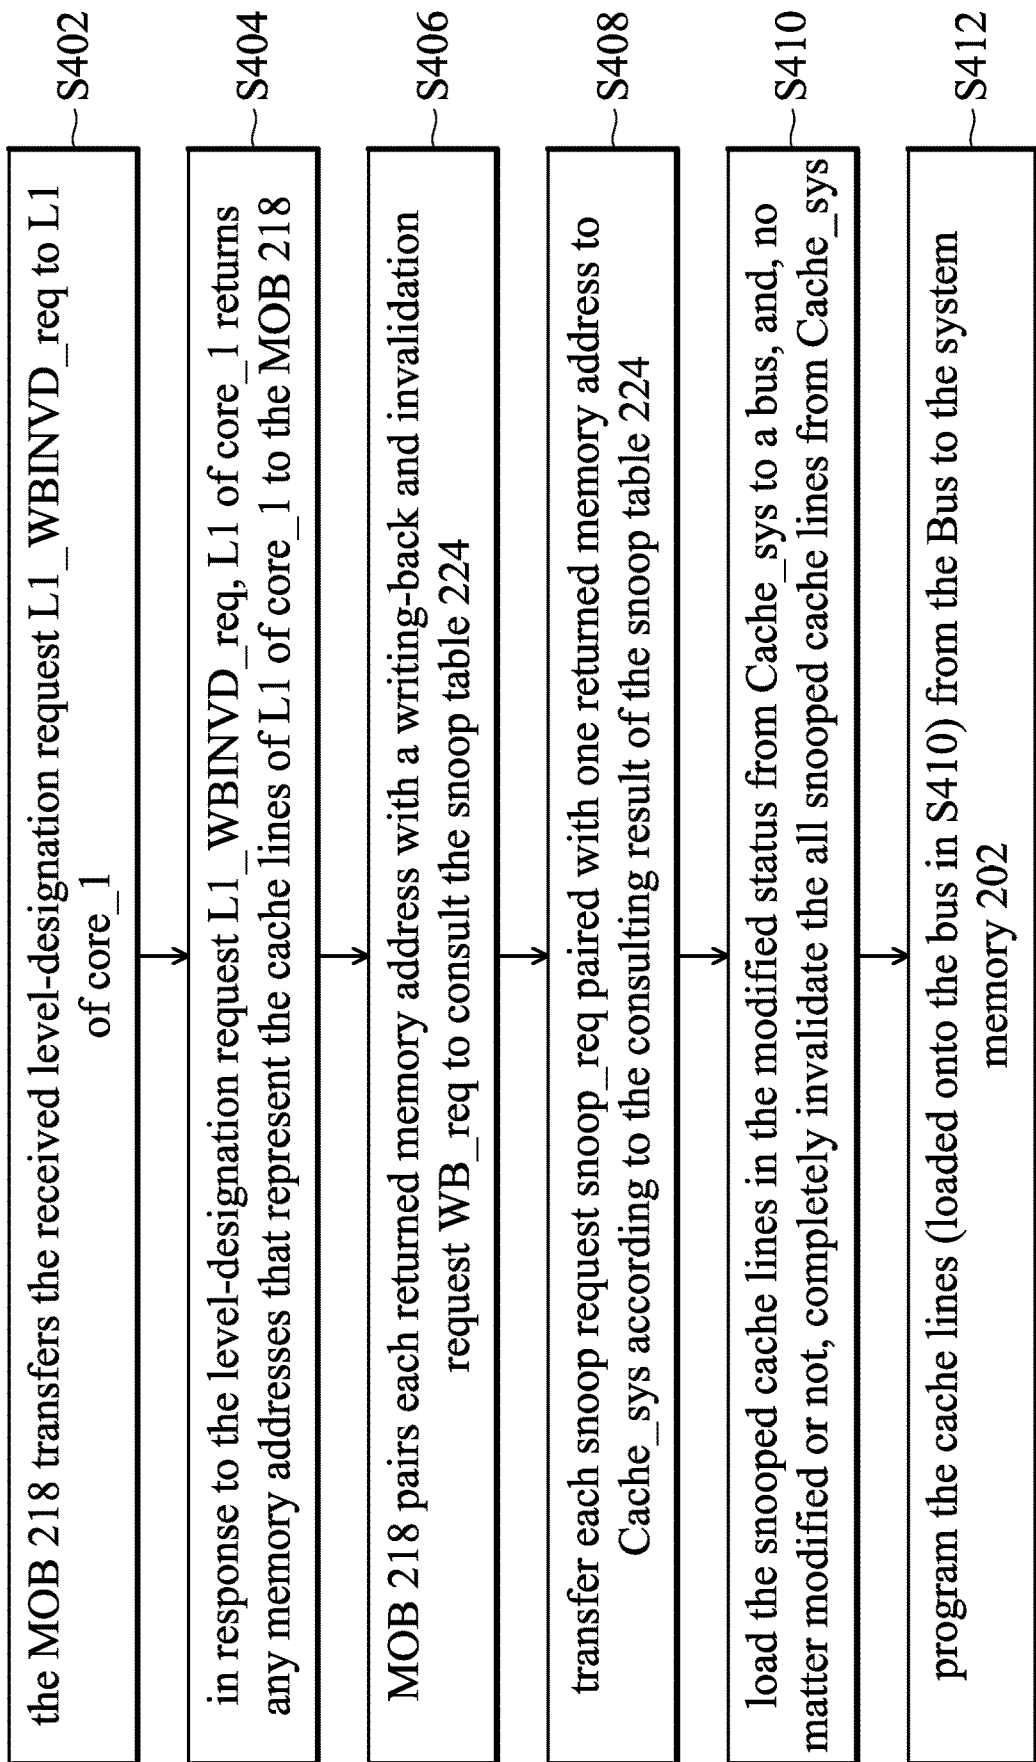 the MOB 218 transfers the received level-designation request L1_WBINVD_req to L1
of core_1
S402
in response to the level-designation request L1_WBINVD_req, L1 of core_1 returns
any memory addresses that represent the cache lines of L1 of core_1 to the MOB 218
S404
MOB 218 pairs each returned memory address with a writing-back and invalidation
request WB_req to consult the snoop table 224
S406
transfer each snoop request snoop_req paired with one returned memory address to
Cache_sys according to the consulting result of the snoop table 224
S408
load the snooped cache lines in the modified status from Cache_sys to a bus, and, no
matter modified or not, completely invalidate the all snooped cache lines from Cache_sys
S410
program the cache lines (loaded onto the bus in S410) from the Bus to the system
memory 202
S412